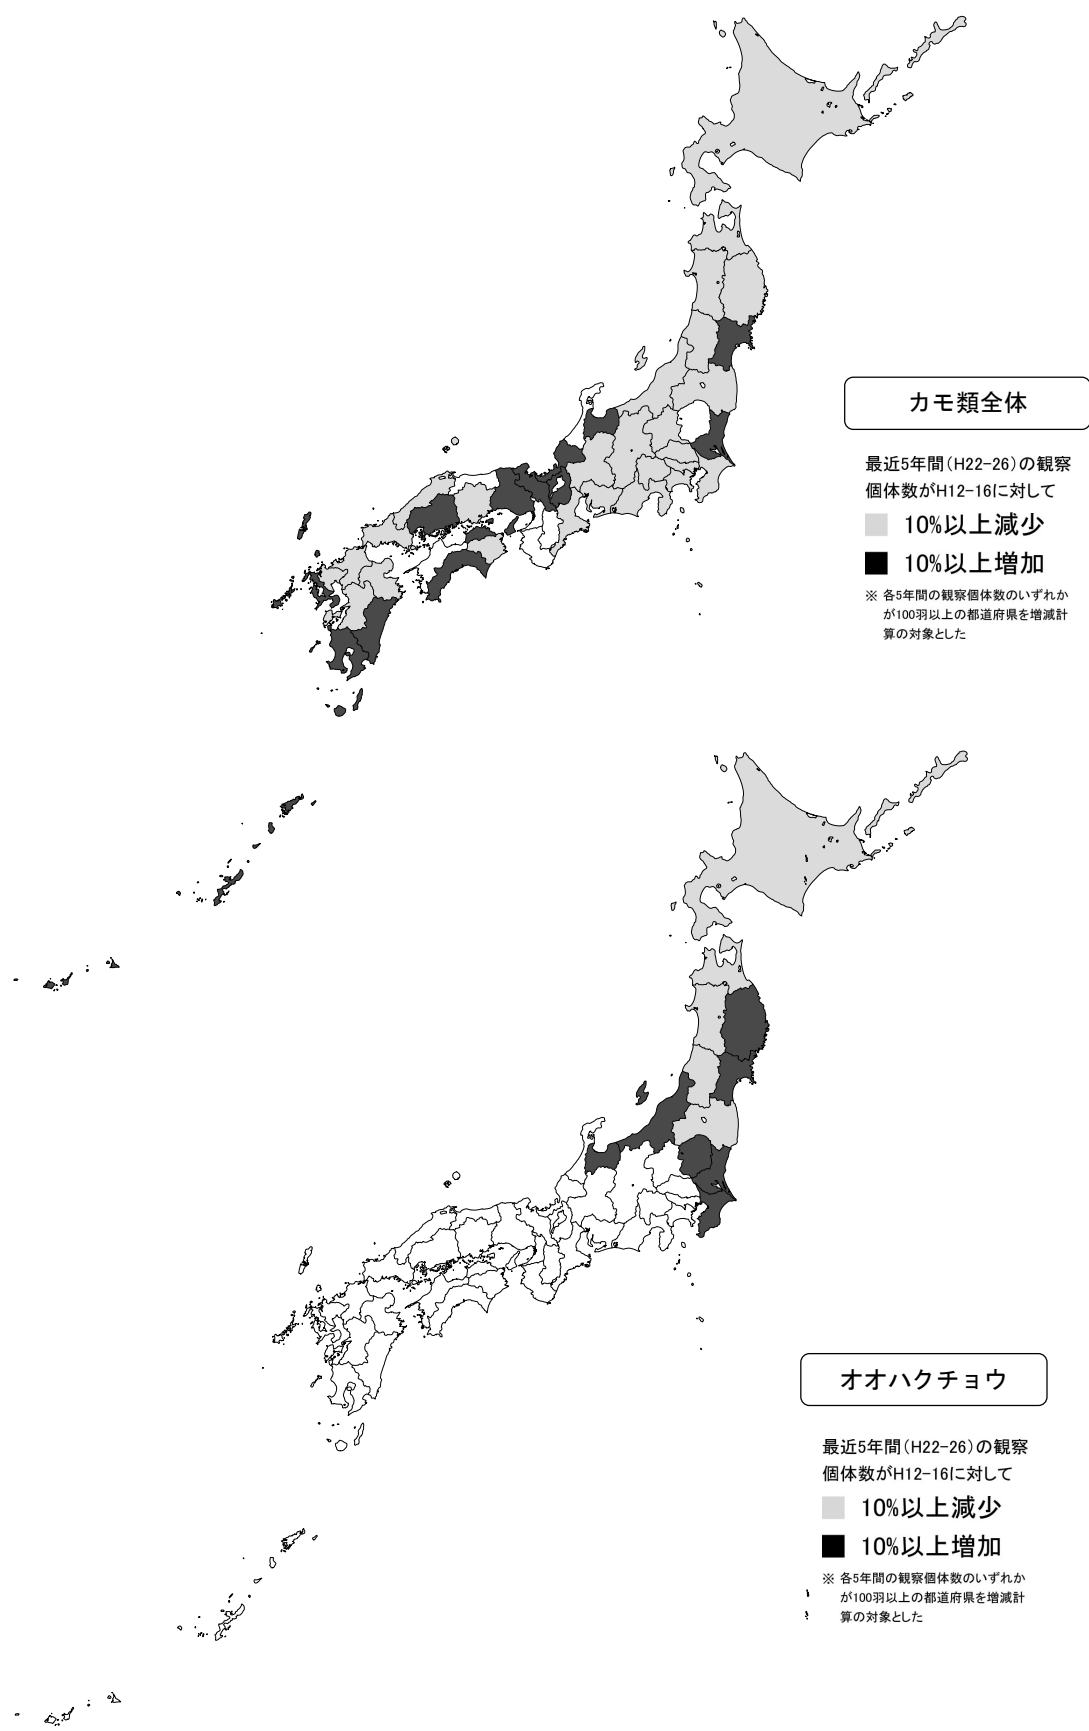 カモ類全体
最近5年間(H22-26)の観察
個体数がH12-16に対して
10%以上減少
10%以上増加
※ 各5年間の観察個体数のいずれか
が100羽以上の都道府県を増減計
算の対象とした
オオハクチョウ
最近5年間(H22-26)の観察
個体数がH12-16に対して
10%以上減少
10%以上増加
※ 各5年間の観察個体数のいずれか
が100羽以上の都道府県を増減計
算の対象とした